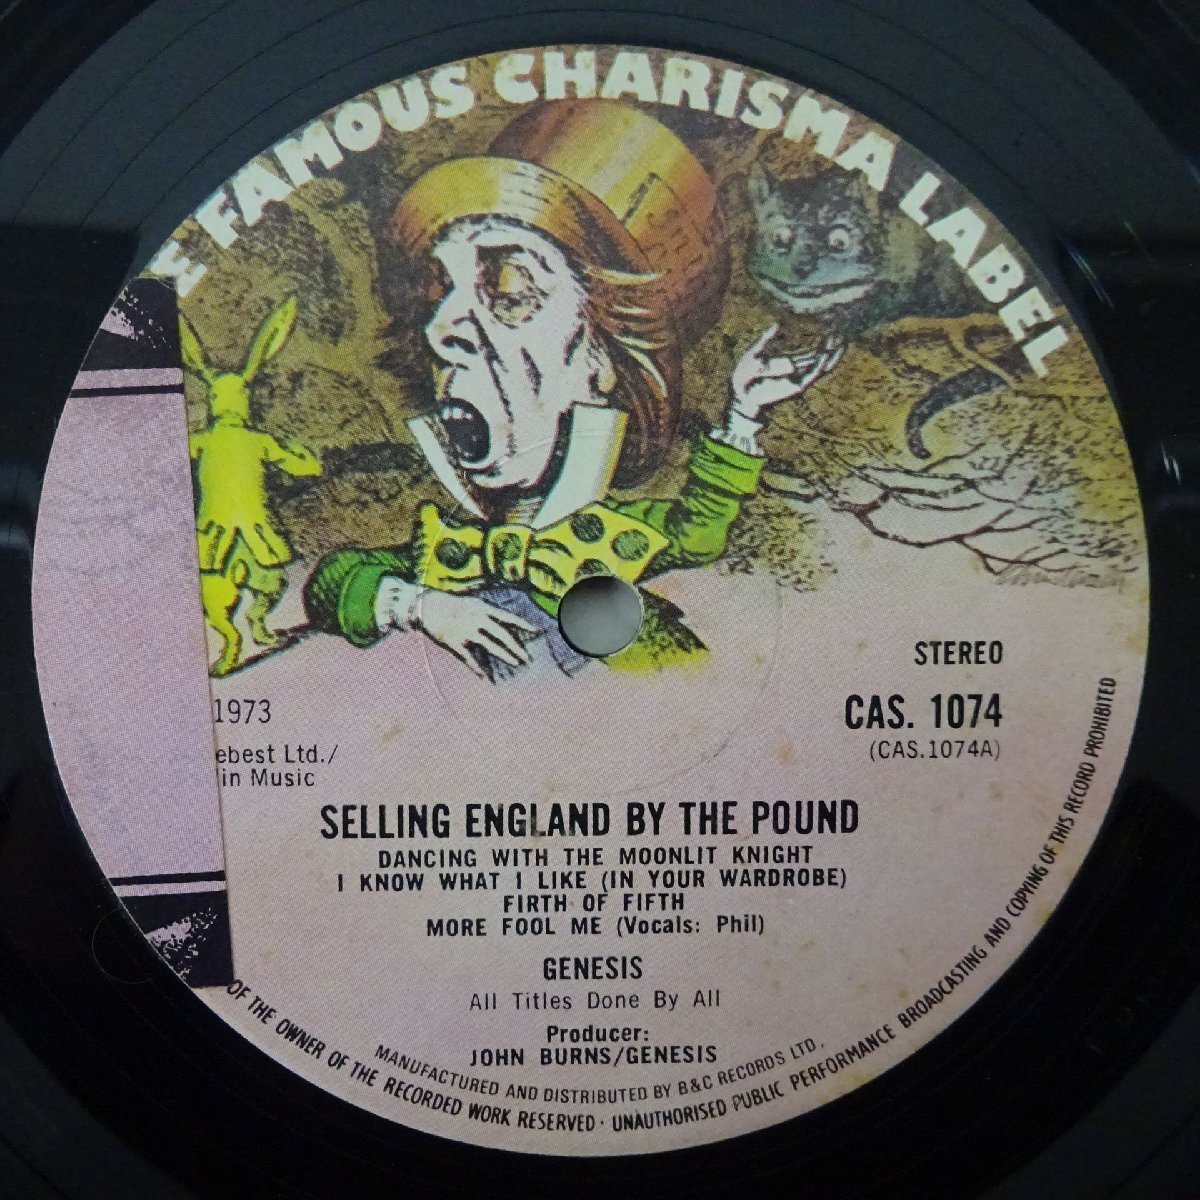 E FAMOUS CHARISMA LABEL
STEREO
1973
CAS. 1074
(CAS.1074A)
ebest Ltd./
in Music
SELLING ENGLAND BY THE POUND
DANCING WITH THE MOONLIT KNIGHT
I KNOW WHAT I LIKE (IN YOUR WARDROBE)
FIRTH OF FIFTH
MORE FOOL ME (Vocals: Phil)
GENESIS
All Titles Done By All
Producer:
JOHN BURNS/GENESIS
MANUFACTURED AND DISTRIBUTED BY B&C RECORDS LTD.
OF THE OWNER OF THE RECORDED WORK RESERVED · UNAUTHORISED PUBLIC PERFORMANCE BROADCASTING AND COPYING OF THIS RECORD PROHIBITED